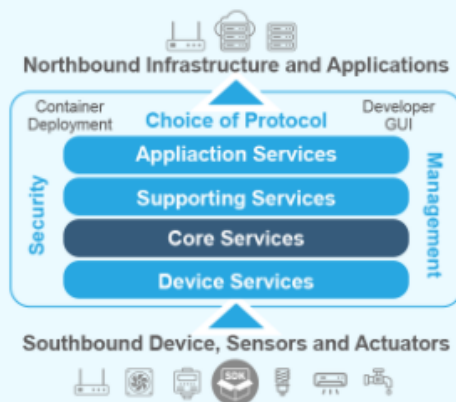 Northbound Infrastructure and Applications
Container
Deployment
Choice of Protocol
Developer
GUI
Appliaction Services
Supporting Services
Core Services
Device Services
Security
Management
Southbound Device, Sensors and Actuators
SDK